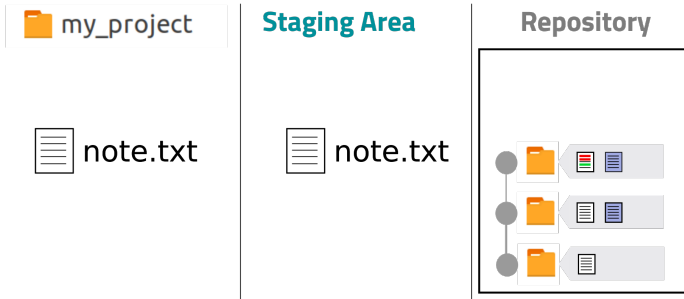 my_project
Staging Area
Repository
note.txt
note.txt